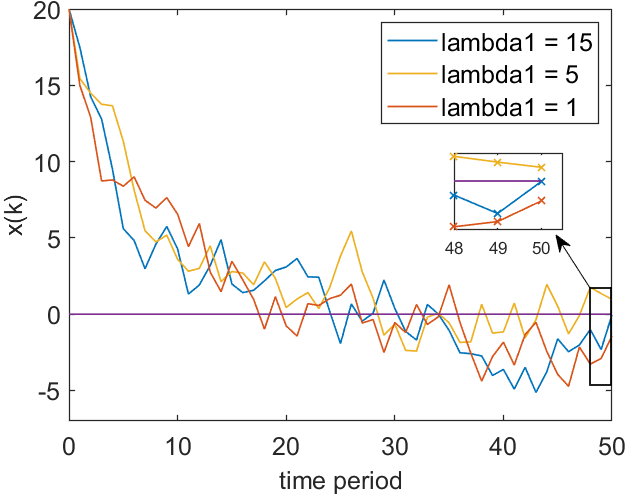 20
15
10
5
0
-5
x(k)
lambda1 = 15
lambda1 = 5
lambda1 = 1
48 49 50
0 10 20 30 40 50
time period